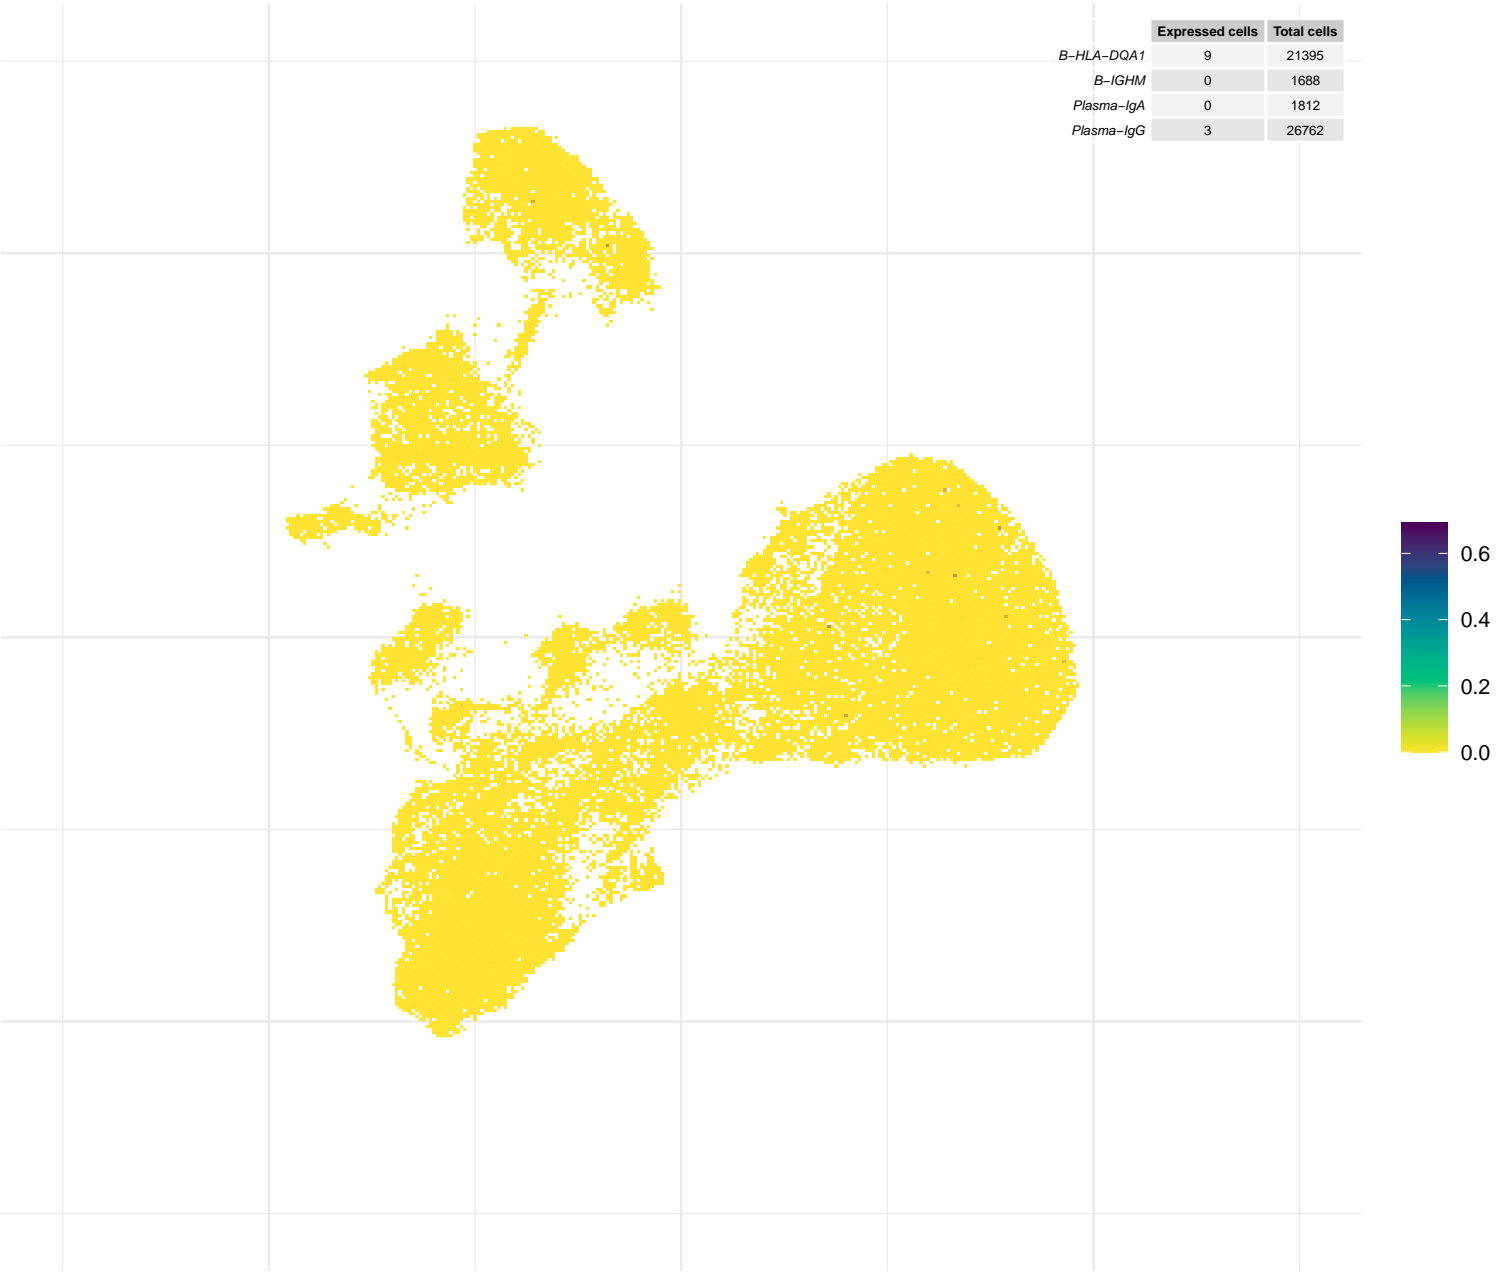 Expressed cells Total cells
B−HLA−DQA1 9 21395
B−IGHM 0 1688
Plasma−IgA 0 1812
Plasma−IgG 3 26762
0.6
0.4
0.2
0.0